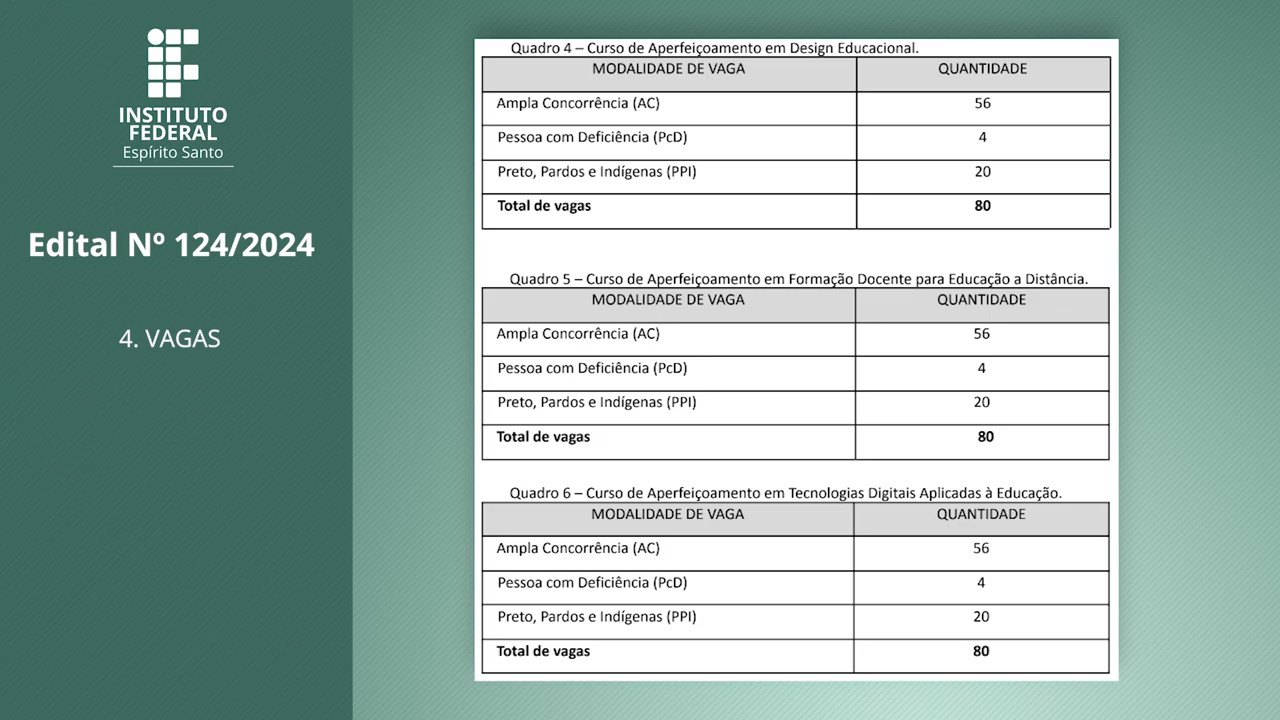 INSTITUTO
FEDERAL
Espírito Santo
Edital Nº 124/2024
4. VAGAS
Quadro 4 – Curso de Aperfeiçoamento em Design Educacional.
MODALIDADE DE VAGA QUANTIDADE
Ampla Concorrência (AC) 56
Pessoa com Deficiência (PcD) 4
Preto, Pardos e Indígenas (PPI) 20
Total de vagas 80
Quadro 5 – Curso de Aperfeiçoamento em Formação Docente para Educação a Distância.
MODALIDADE DE VAGA QUANTIDADE
Ampla Concorrência (AC) 56
Pessoa com Deficiência (PcD) 4
Preto, Pardos e Indígenas (PPI) 20
Total de vagas 80
Quadro 6 – Curso de Aperfeiçoamento em Tecnologias Digitais Aplicadas à Educação.
MODALIDADE DE VAGA QUANTIDADE
Ampla Concorrência (AC) 56
Pessoa com Deficiência (PcD) 4
Preto, Pardos e Indígenas (PPI) 20
Total de vagas 80